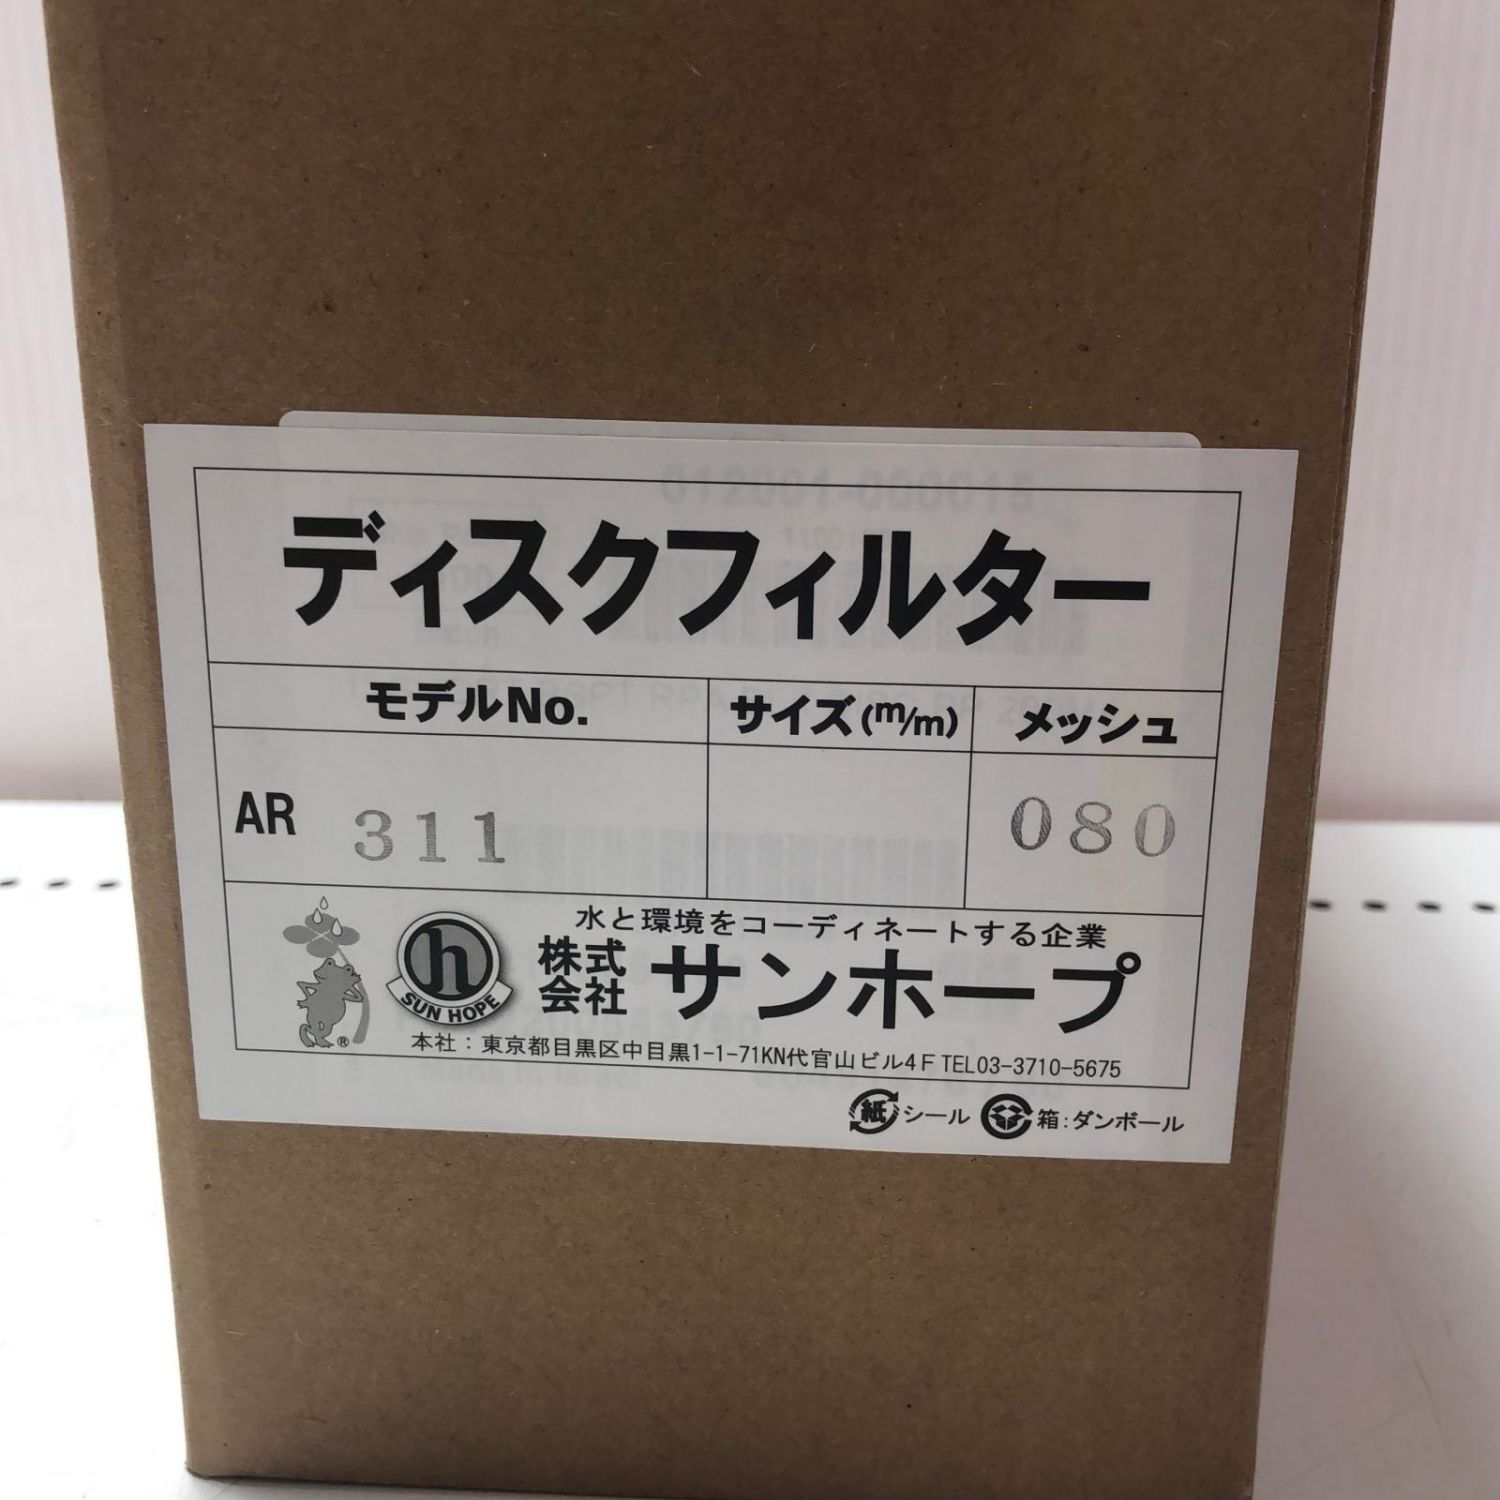 ディスクフィルター
モデルNo. サイズ(m/m) メッシュ
AR 311 080
水と環境をコーディネートする企業
株式会社 サンホープ
SUN HOPE
本社:東京都目黒区中目黒1-1-71KN代官山ビル4F TEL03-3710-5675
紙 シール 箱:ダンボール